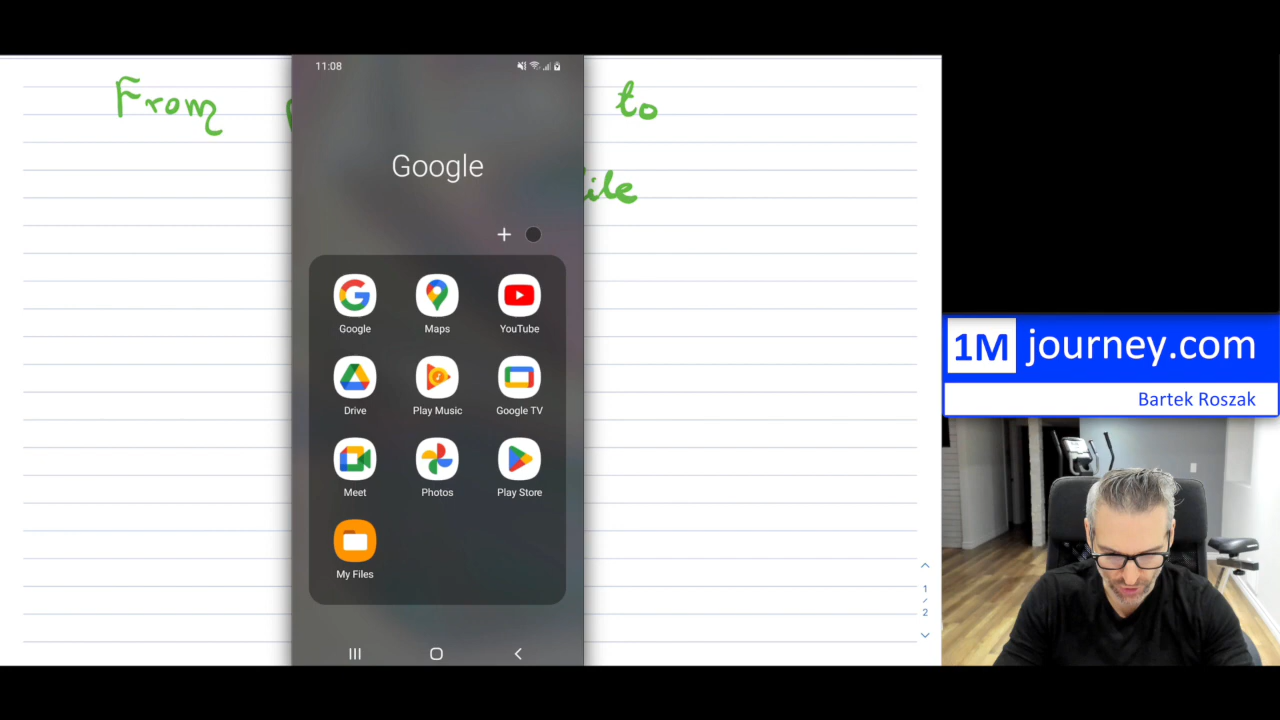 From to
11:08
Google
Google Maps YouTube
Drive Play Music Google TV
Meet Photos Play Store
My Files
1
2
1M journey.com
Bartek Roszak